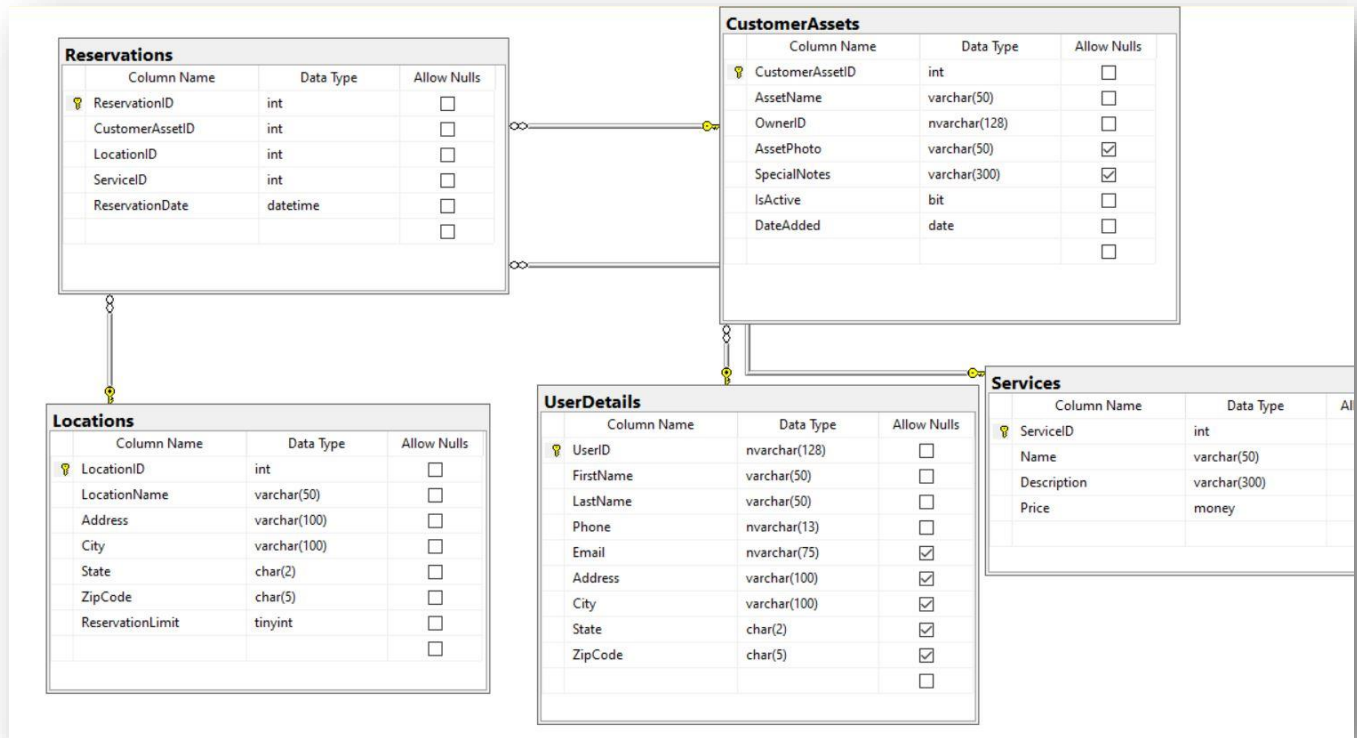 Reservations
Column Name Data Type Allow Nulls
ReservationID int
CustomerAssetID int
LocationID int
ServiceID int
ReservationDate datetime
CustomerAssets
Column Name Data Type Allow Nulls
CustomerAssetID int
AssetName varchar(50)
OwnerID nvarchar(128)
AssetPhoto varchar(50)
SpecialNotes varchar(300)
IsActive bit
DateAdded date
Locations
Column Name Data Type Allow Nulls
LocationID int
LocationName varchar(50)
Address varchar(100)
City varchar(100)
State char(2)
ZipCode char(5)
ReservationLimit tinyint
UserDetails
Column Name Data Type Allow Nulls
UserID nvarchar(128)
FirstName varchar(50)
LastName varchar(50)
Phone nvarchar(13)
Email nvarchar(75)
Address varchar(100)
City varchar(100)
State char(2)
ZipCode char(5)
Services
Column Name Data Type
ServiceID int
Name varchar(50)
Description varchar(300)
Price money